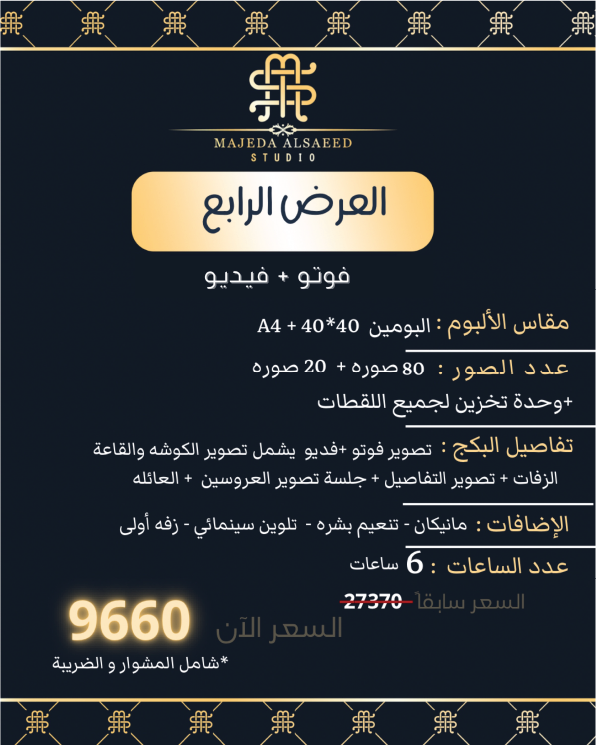 MAJEDA ALSAEED
STUDIO
العرض الرابع
فوتو + فيديو
مقاس الألبوم : البومين 40*40 + A4
عدد الصور : 80 صوره + 20 صوره
+وحدة تخزين لجميع اللقطات
تفاصيل البكج : تصوير فوتو +فديو يشمل تصوير الكوشه والقاعة
الزفات + تصوير التفاصيل + جلسة تصوير العروسين + العائله
الإضافات : مانيكان - تنعيم بشره - تلوين سينمائي - زفه أولى
عدد الساعات : 6 ساعات
السعر سابقاً 27370
السعر الآن 9660
*شامل المشوار و الضريبة